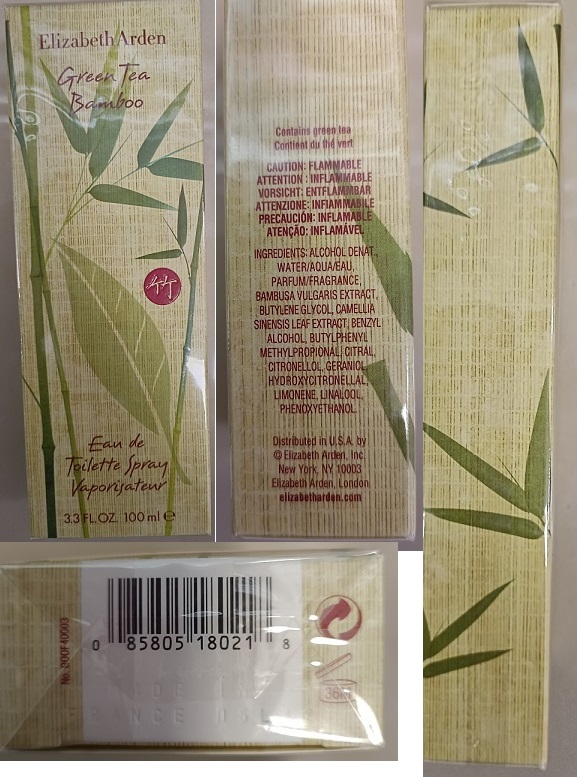 Elizabeth Arden
Green Tea
Bamboo
竹
Eau de
Toilette Spray
Vaporisateur
3.3 FL.OZ. 100 ml ℮
Contains green tea
Contient du thé vert
CAUTION: FLAMMABLE
ATTENTION : INFLAMMABLE
VORSICHT: ENTFLAMMBAR
ATTENZIONE: INFIAMMABILE
PRECAUCIÓN: INFLAMABLE
ATENÇÃO: INFLAMÁVEL
INGREDIENTS: ALCOHOL DENAT.,
WATER/AQUA/EAU,
PARFUM/FRAGRANCE,
BAMBUSA VULGARIS EXTRACT,
BUTYLENE GLYCOL, CAMELLIA
SINENSIS LEAF EXTRACT, BENZYL
ALCOHOL, BUTYLPHENYL
METHYLPROPIONAL, CITRAL,
CITRONELLOL, GERANIOL,
HYDROXYCITRONELLAL,
LIMONENE, LINALOOL,
PHENOXYETHANOL.
Distributed in U.S.A. by
© Elizabeth Arden, Inc.
New York, NY 10003
Elizabeth Arden, London
elizabetharden.com
0 85805 18021 8
36M